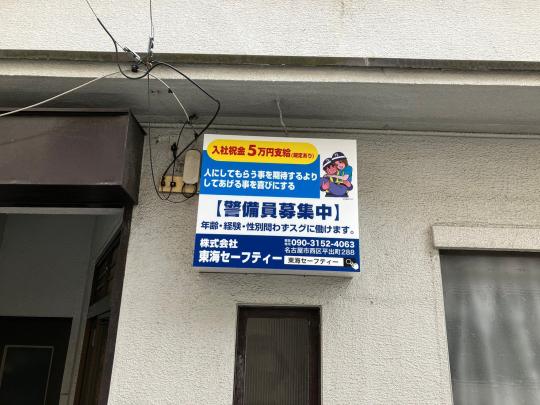 入社祝金5万円支給(規定あり)
人にしてもらう事を期待するより
してあげる事を喜びにする
【警備員募集中】
年齢・経験・性別問わずスグに働けます。
株式会社
東海セーフティー
090-3152-4063
名古屋市西区平出町288
東海セーフティー